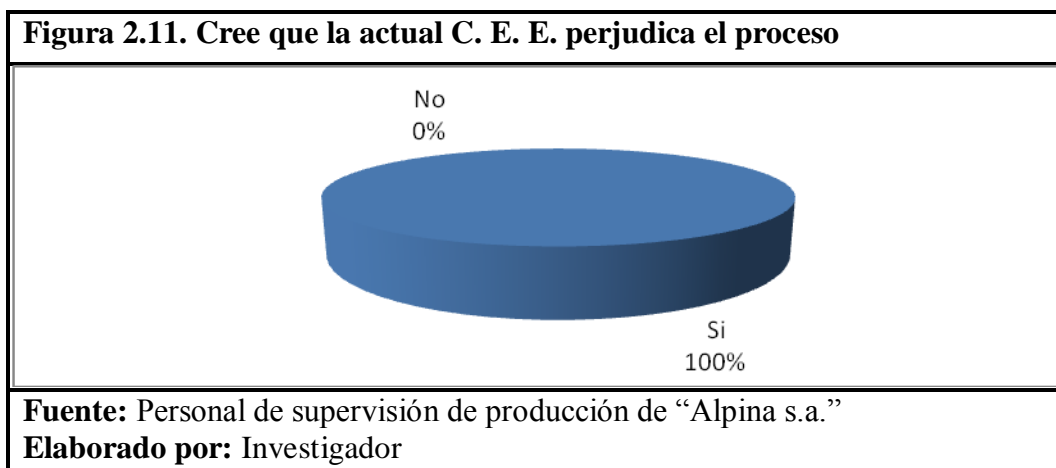 Figura 2.11. Cree que la actual C. E. E. perjudica el proceso
No
0%
Si
100%
Fuente: Personal de supervisión de producción de “Alpina s.a.”
Elaborado por: Investigador